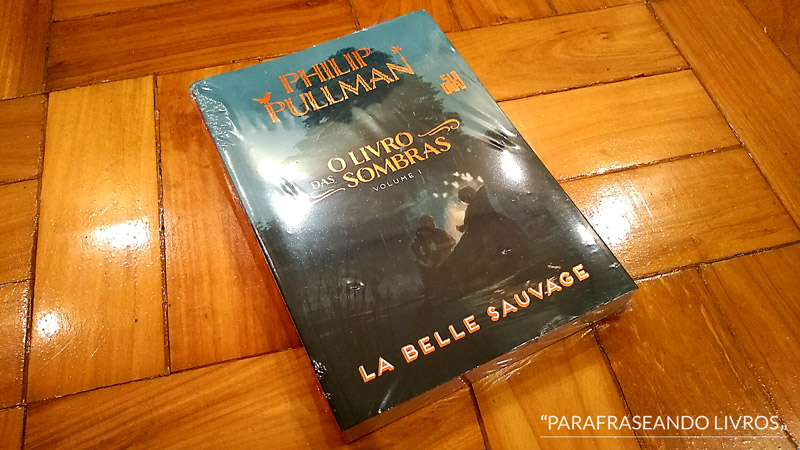 PHILIP
PULLMAN
O LIVRO
DAS SOMBRAS
VOLUME I
LA BELLE SAUVAGE
“PARAFRASEANDO LIVROS„